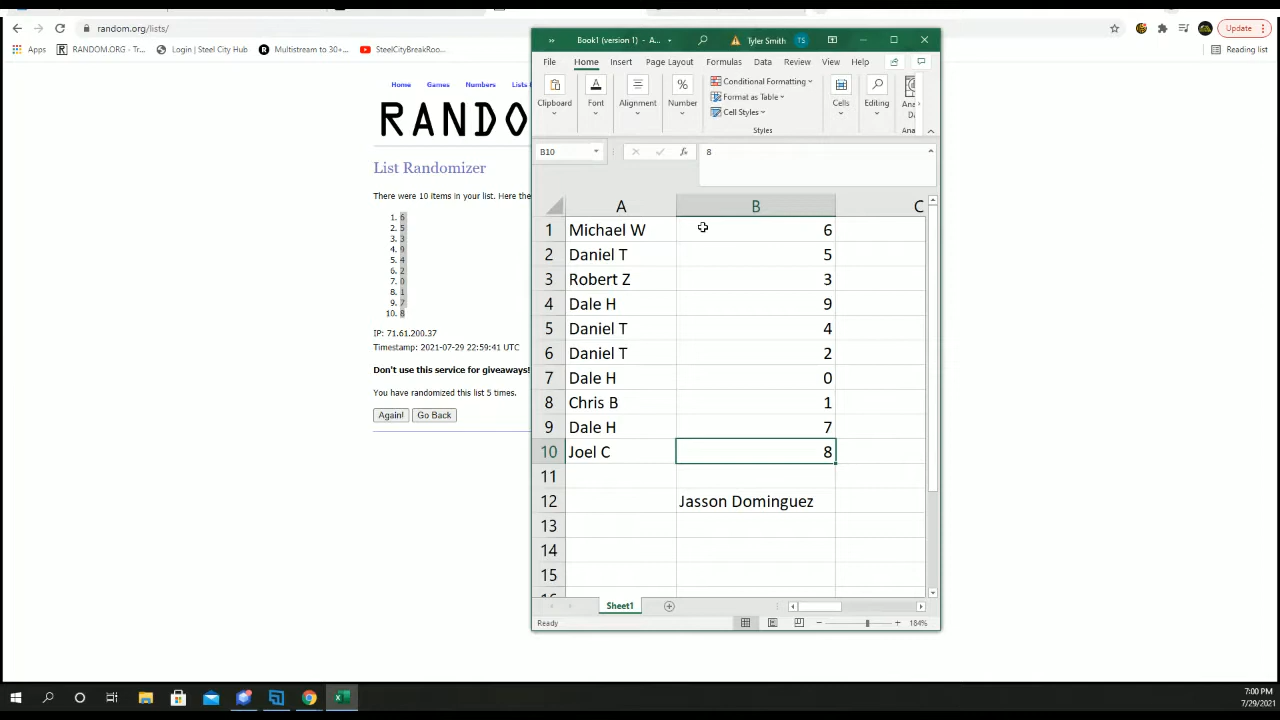 random.org/lists/
Update
Apps RANDOM.ORG - Tr... Login | Steel City Hub Multistream to 30+... SteelCityBreakRoo... Reading list
Home Games Numbers Lists
RANDO
List Randomizer
There were 10 items in your list. Here the
1. 6
2. 5
3. 3
4. 9
5. 4
6. 2
7. 0
8. 1
9. 7
10. 8
IP: 71.61.200.37
Timestamp: 2021-07-29 22:59:41 UTC
Don't use this service for giveaways!
You have randomized this list 5 times.
Again! Go Back
Book1 (version 1) - A... Tyler Smith TS
File Home Insert Page Layout Formulas Data Page Review View Help
Clipboard Font Alignment Number
Conditional Formatting
Format as Table
Cell Styles
Styles
Cells Editing Ana
Ana
B10 fx 8
A B C
1 Michael W 6
2 Daniel T 5
3 Robert Z 3
4 Dale H 9
5 Daniel T 4
6 Daniel T 2
7 Dale H 0
8 Chris B 1
9 Dale H 7
10 Joel C 8
11
12 Jasson Dominguez
13
14
15
Sheet1
Ready 184%
7:00 PM
7/29/2021